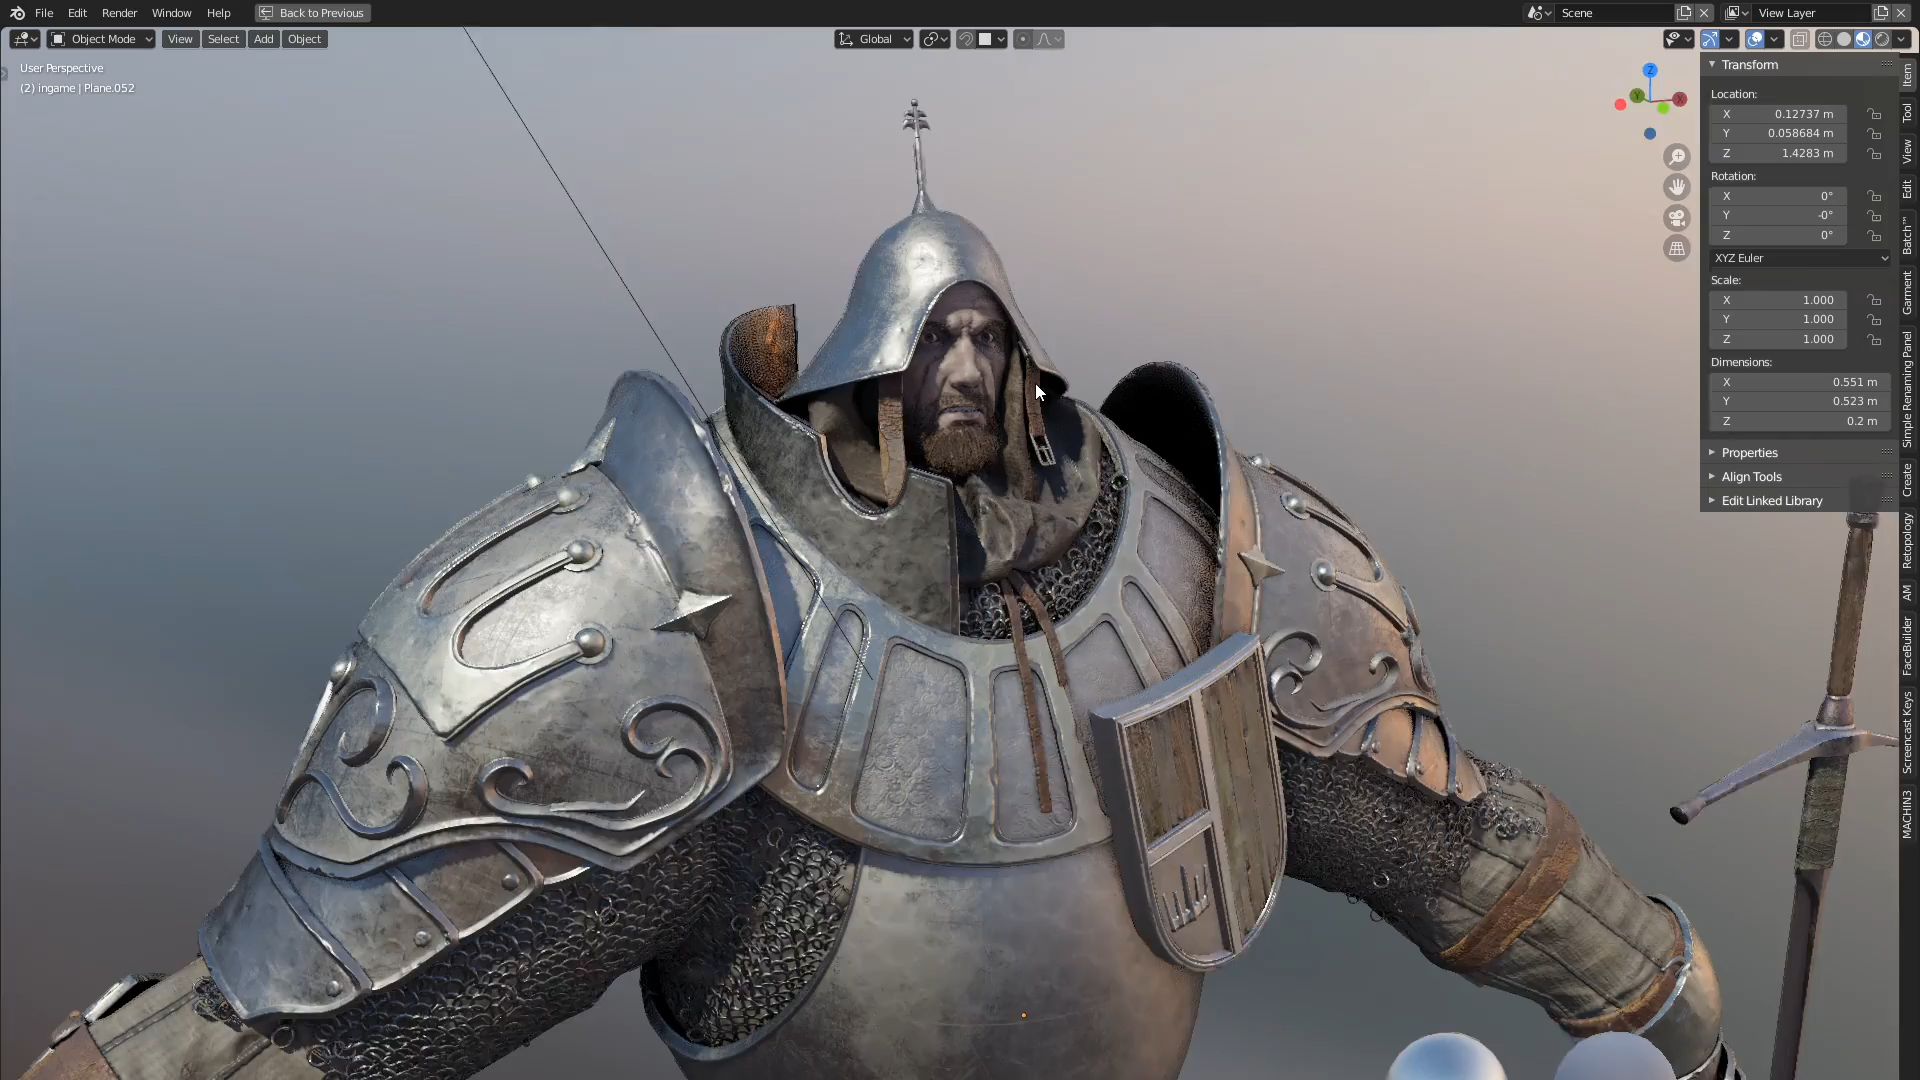 File Edit Render Window Help Back to Previous Scene View Layer
Object Mode View Select Add Object Global
User Perspective
(2) ingame | Plane.052
Z
Y X
Transform
Location:
X 0.12737 m
Y 0.058684 m
Z 1.4283 m
Rotation:
X 0°
Y -0°
Z 0°
XYZ Euler
Scale:
X 1.000
Y 1.000
Z 1.000
Dimensions:
X 0.551 m
Y 0.523 m
Z 0.2 m
Properties
Align Tools
Edit Linked Library
Item
Tool
View
Edit
Batch™
Garment
Simple Renaming Panel
Create
Retopology
AM
FaceBuilder
Screencast Keys
MACHIN3